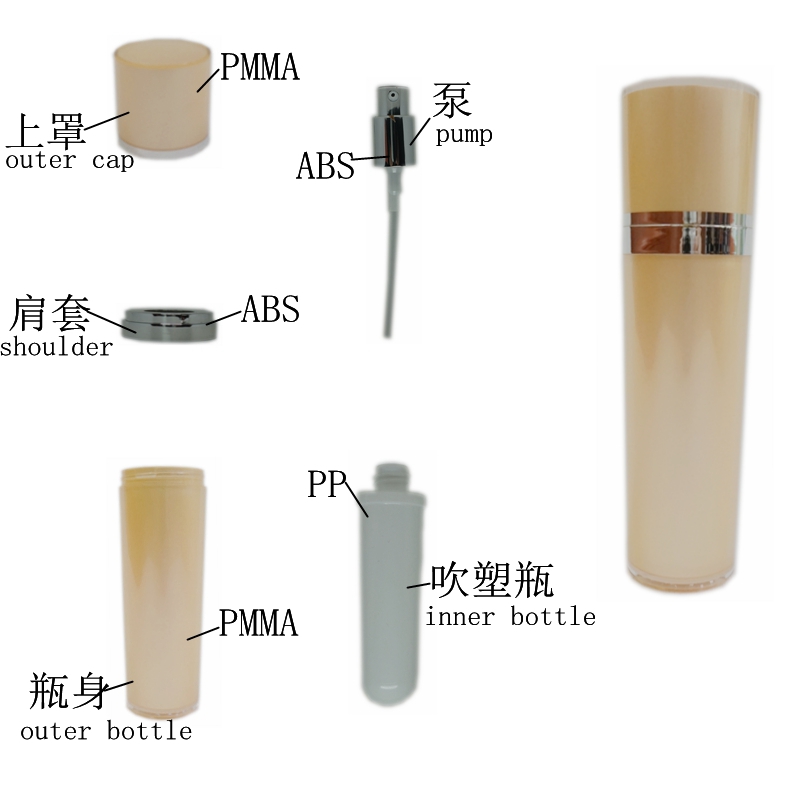 PMMA
上罩
outer cap
泵
pump
ABS
肩套
shoulder
ABS
PP
吹塑瓶
inner bottle
PMMA
瓶身
outer bottle